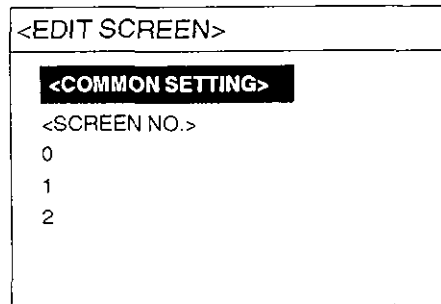 <EDIT SCREEN>
<COMMON SETTING>
<SCREEN NO.>
0
1
2